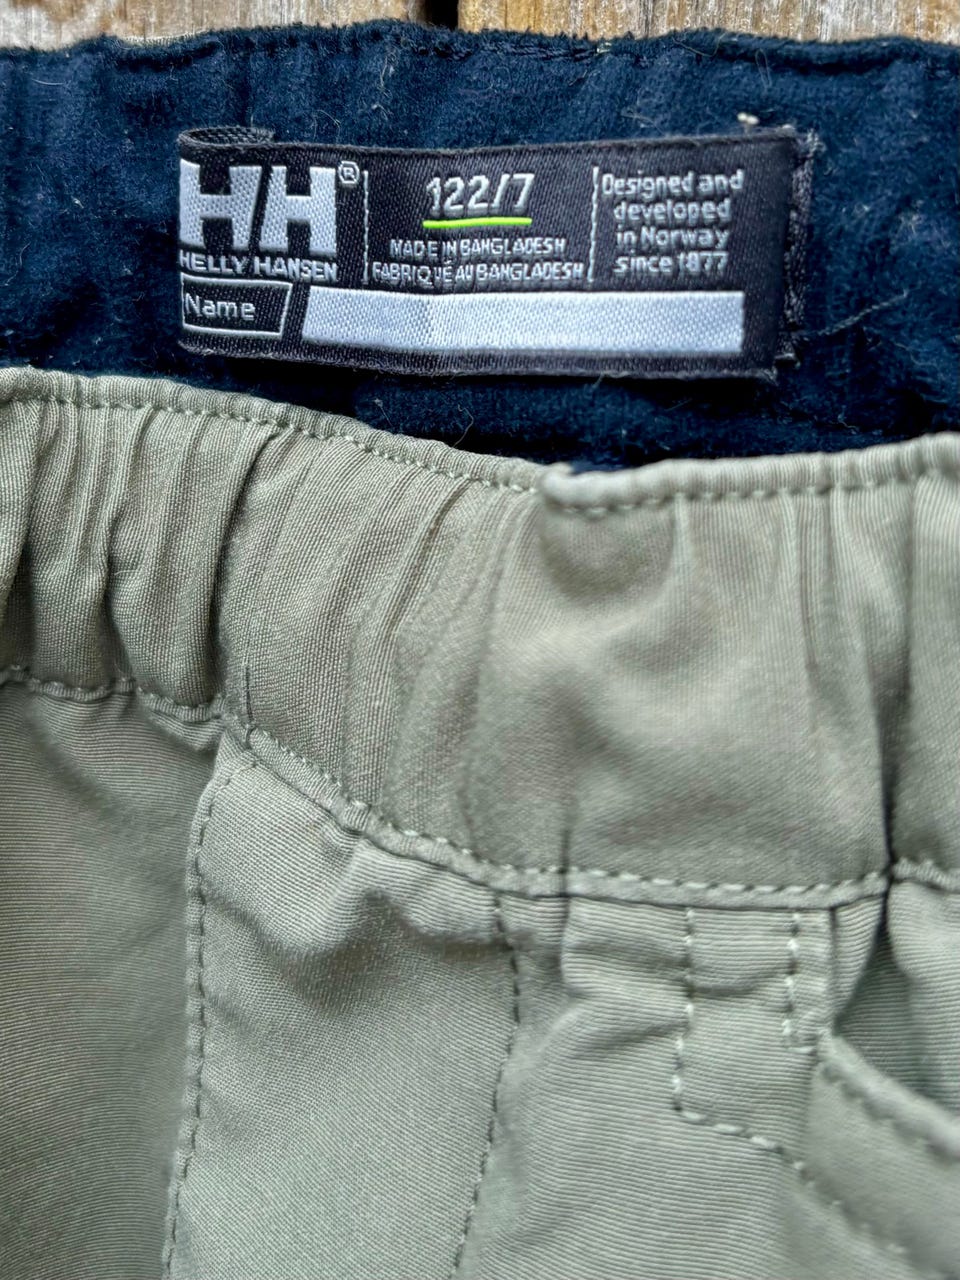 HH®
HELLY HANSEN
122/7
MADE IN BANGLADESH
FABRIQUÉ AU BANGLADESH
Designed and
developed
in Norway
since 1877
Name